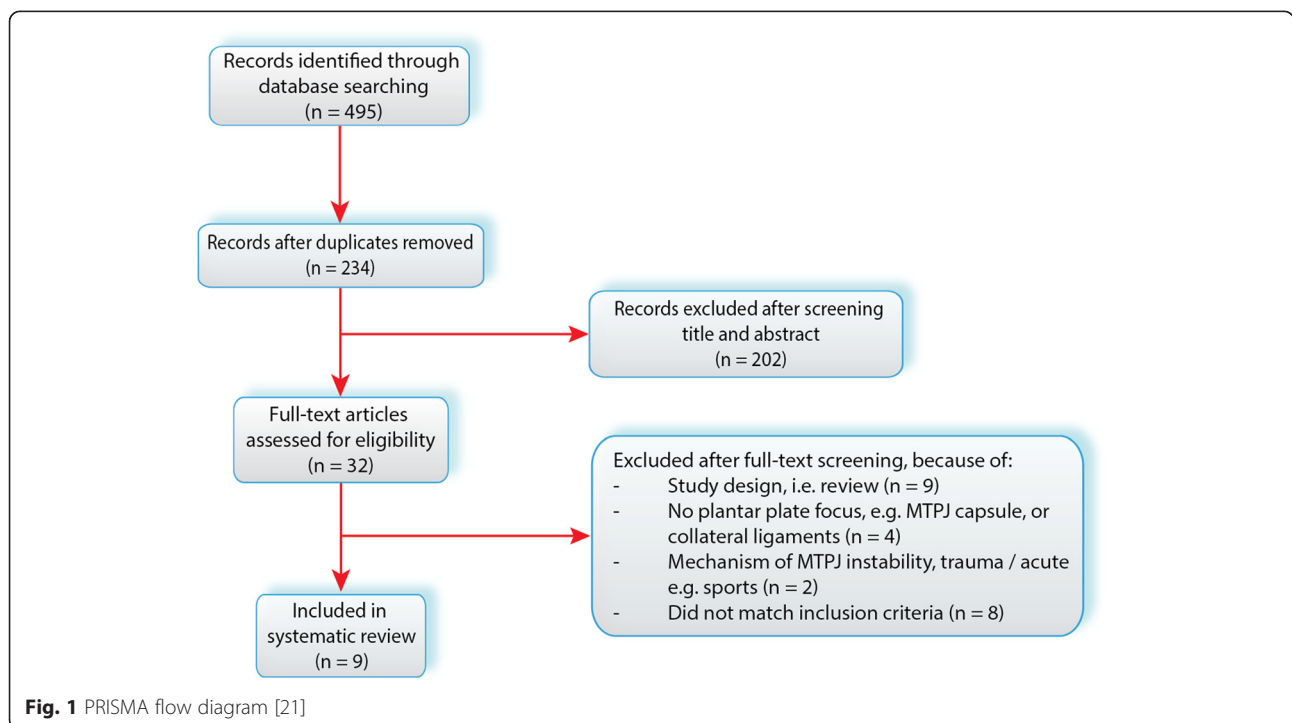 Records identified through
database searching
(n = 495)
Records after duplicates removed
(n = 234)
Records excluded after screening
title and abstract
(n = 202)
Full-text articles
assessed for eligibility
(n = 32)
Excluded after full-text screening, because of:
- Study design, i.e. review (n = 9)
- No plantar plate focus, e.g. MTPJ capsule, or
collateral ligaments (n = 4)
- Mechanism of MTPJ instability, trauma / acute
e.g. sports (n = 2)
- Did not match inclusion criteria (n = 8)
Included in
systematic review
(n = 9)
Fig. 1 PRISMA flow diagram [21]